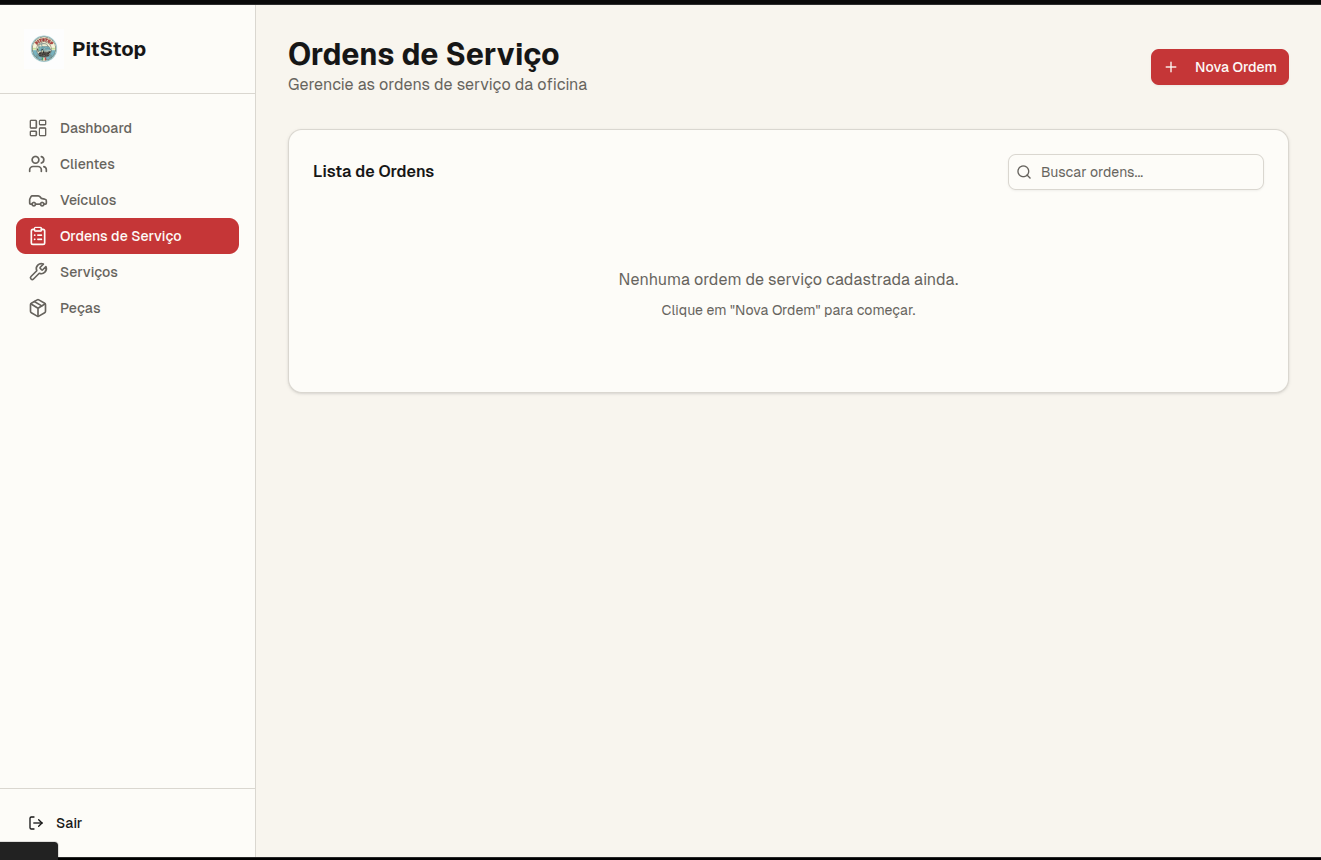 PitStop
Dashboard
Clientes
Veículos
Ordens de Serviço
Serviços
Peças
Sair
Ordens de Serviço
Gerencie as ordens de serviço da oficina
Nova Ordem
Lista de Ordens
Buscar ordens...
Nenhuma ordem de serviço cadastrada ainda.
Clique em "Nova Ordem" para começar.